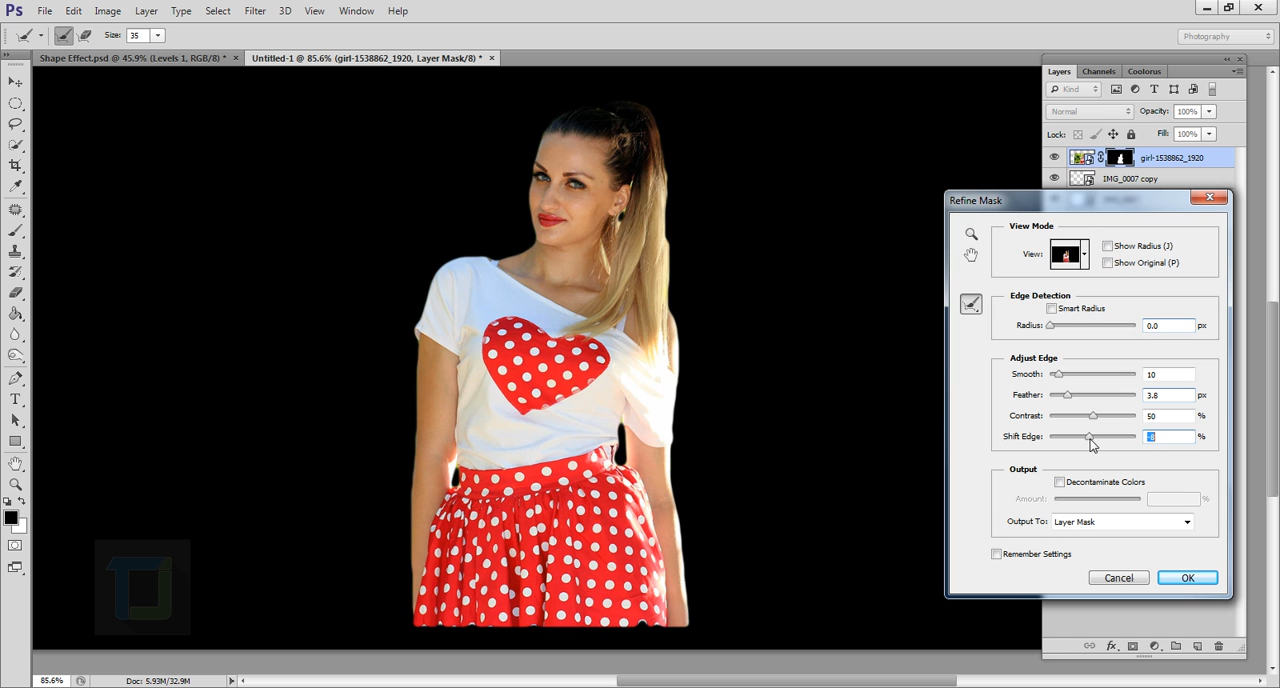 Ps File Edit Image Layer Type Select Filter 3D View Window Help
Size: 35
Photography
Shape Effect.psd @ 45.9% (Levels 1, RGB/8) * × Untitled-1 @ 85.6% (girl-1538862_1920, Layer Mask/8) * ×
Layers Channels Coolorus
Kind
Normal Opacity: 100%
Lock: Fill: 100%
girl-1538862_1920
IMG_0007 copy
Refine Mask
View Mode
View: Show Radius (J)
Show Original (P)
Edge Detection
Smart Radius
Radius: 0.0 px
Adjust Edge
Smooth: 10
Feather: 3.8 px
Contrast: 50 %
Shift Edge: -8 %
Output
Decontaminate Colors
Amount: %
Output To: Layer Mask
Remember Settings
Cancel OK
fx
85.6% Doc: 5.93M/32.9M